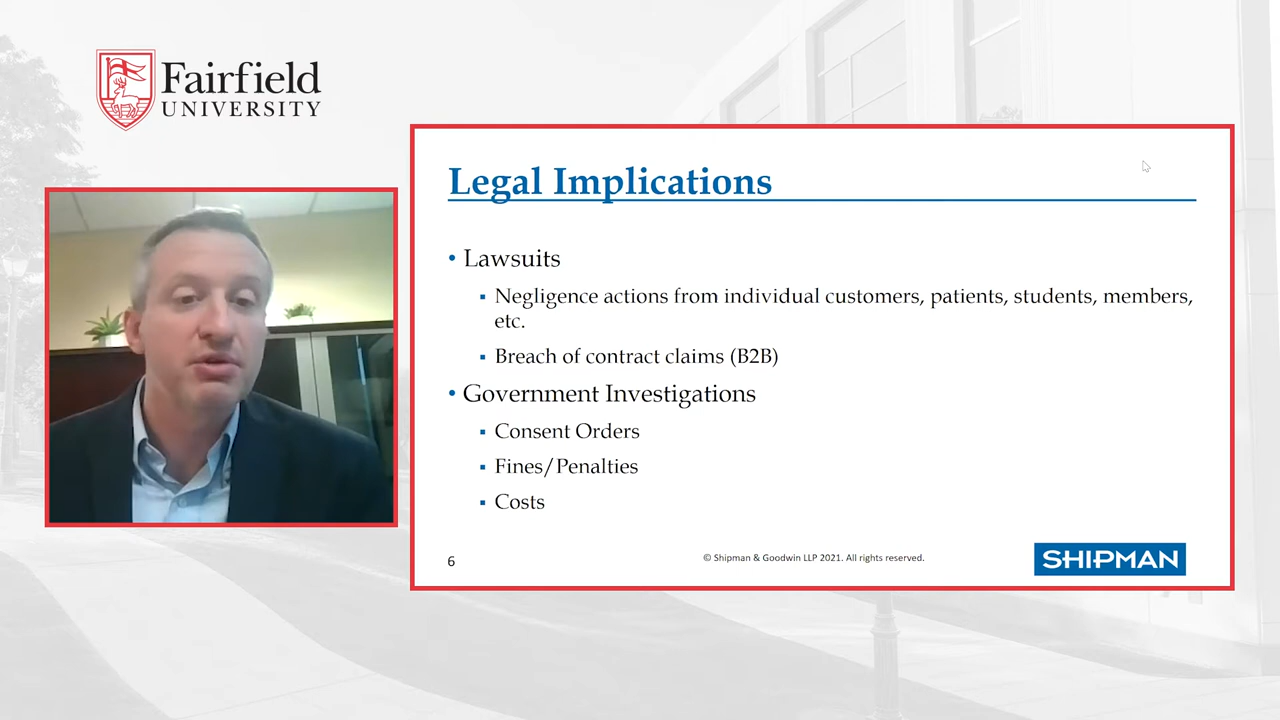 Fairfield
UNIVERSITY
Legal Implications
• Lawsuits
▪ Negligence actions from individual customers, patients, students, members,
etc.
▪ Breach of contract claims (B2B)
• Government Investigations
▪ Consent Orders
▪ Fines/Penalties
▪ Costs
6
© Shipman & Goodwin LLP 2021. All rights reserved.
SHIPMAN